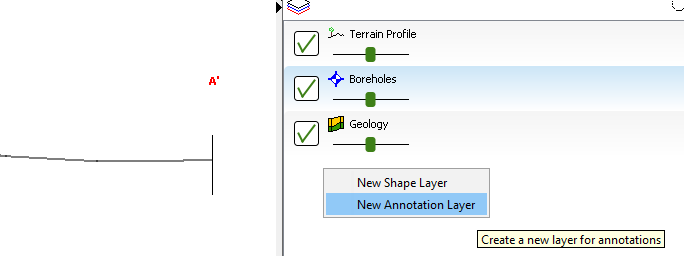 A'
Terrain Profile
Boreholes
Geology
New Shape Layer
New Annotation Layer
Create a new layer for annotations